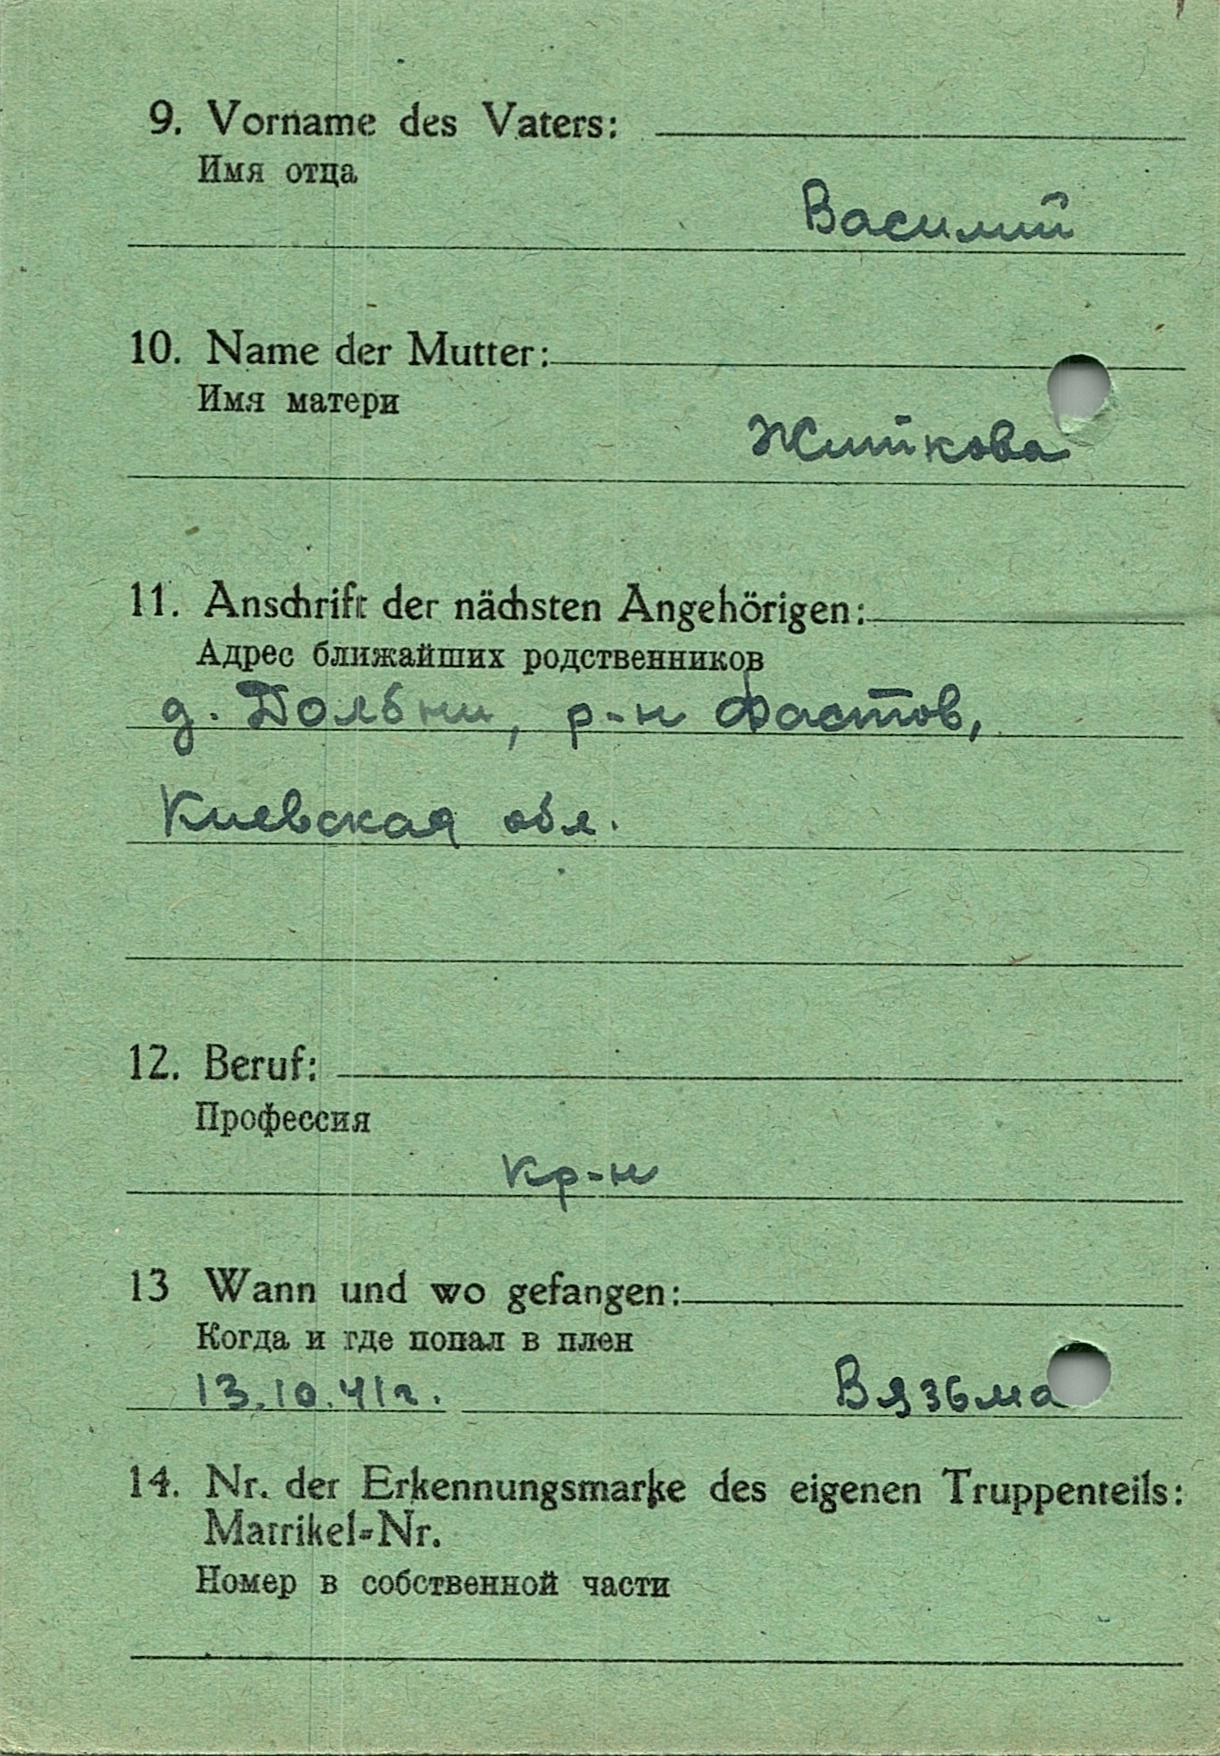 9. Vorname des Vaters:
Имя отца
Василий
10. Name der Mutter:
Имя матери
Житкова
11. Anschrift der nächsten Angehörigen:
Адрес ближайших родственников
д. Долбни, р-н Фастов,
Киевская обл.
12. Beruf:
Профессия
кр-н
13 Wann und wo gefangen:
Когда и где попал в плен
13.10.41г. Вязьма
14. Nr. der Erkennungsmarke des eigenen Truppenteils:
Matrikel-Nr.
Номер в собственной части